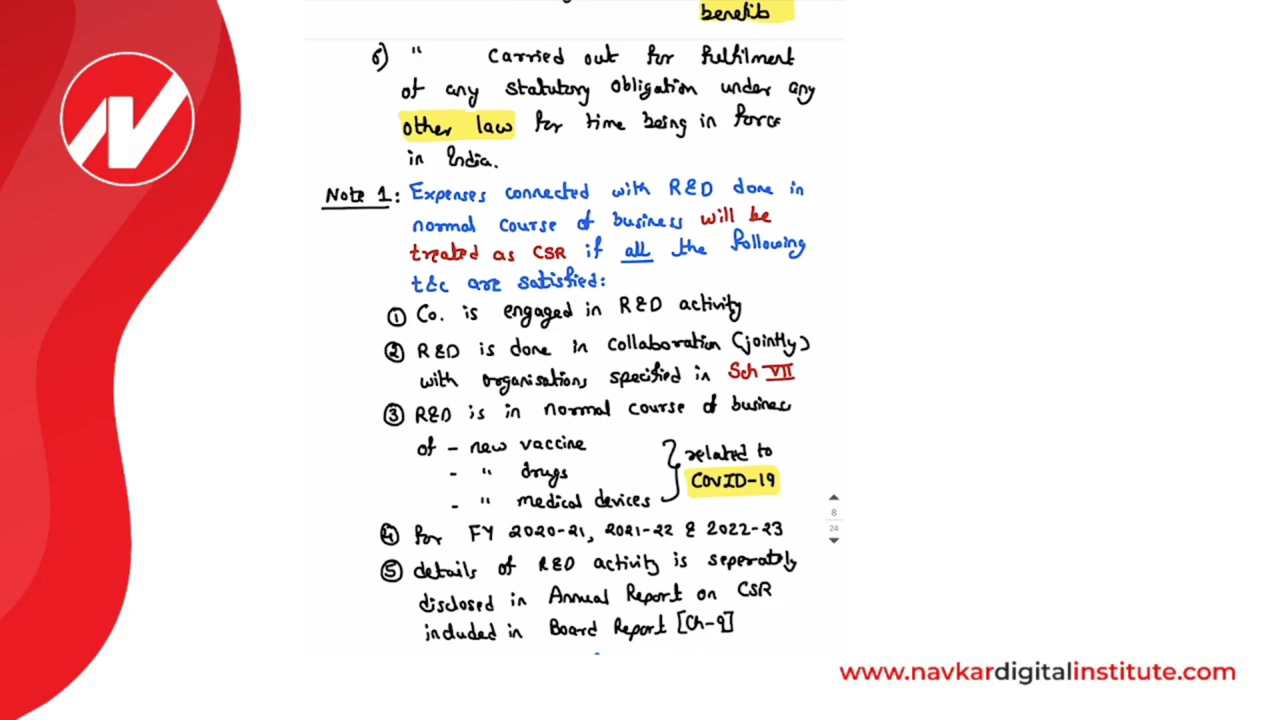 benefits
6) " Carried out for fulfilment
of any statutory obligation under any
other law for time being in force
in India.
Note 1: Expenses connected with R&D done in
normal course of business will be
treated as CSR if all the following
t&c are satisfied:
① Co. is engaged in R&D activity
② R&D is done in collaboration (jointly)
with organisations specified in Sch VII
③ R&D is in normal course of busines
of - new vaccine
- " drugs
- " medical devices
related to
COVID-19
④ for FY 2020-21, 2021-22 & 2022-23
⑤ details of R&D activity is seperatly
disclosed in Annual Report on CSR
included in Board Report [Ch-9]
8
24
www.navkardigitalinstitute.com